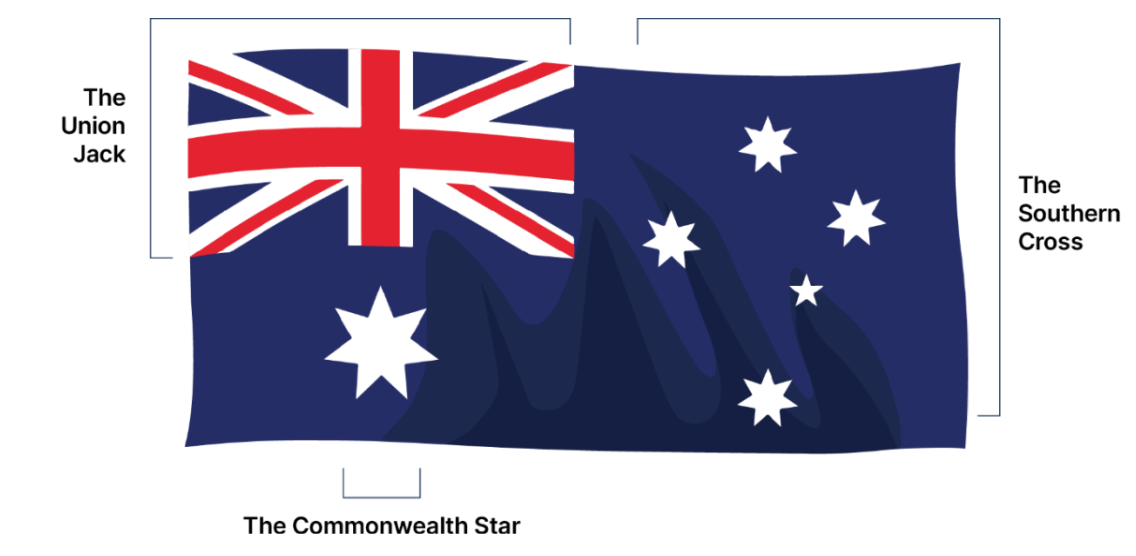 The
Union
Jack
The
Southern
Cross
The Commonwealth Star